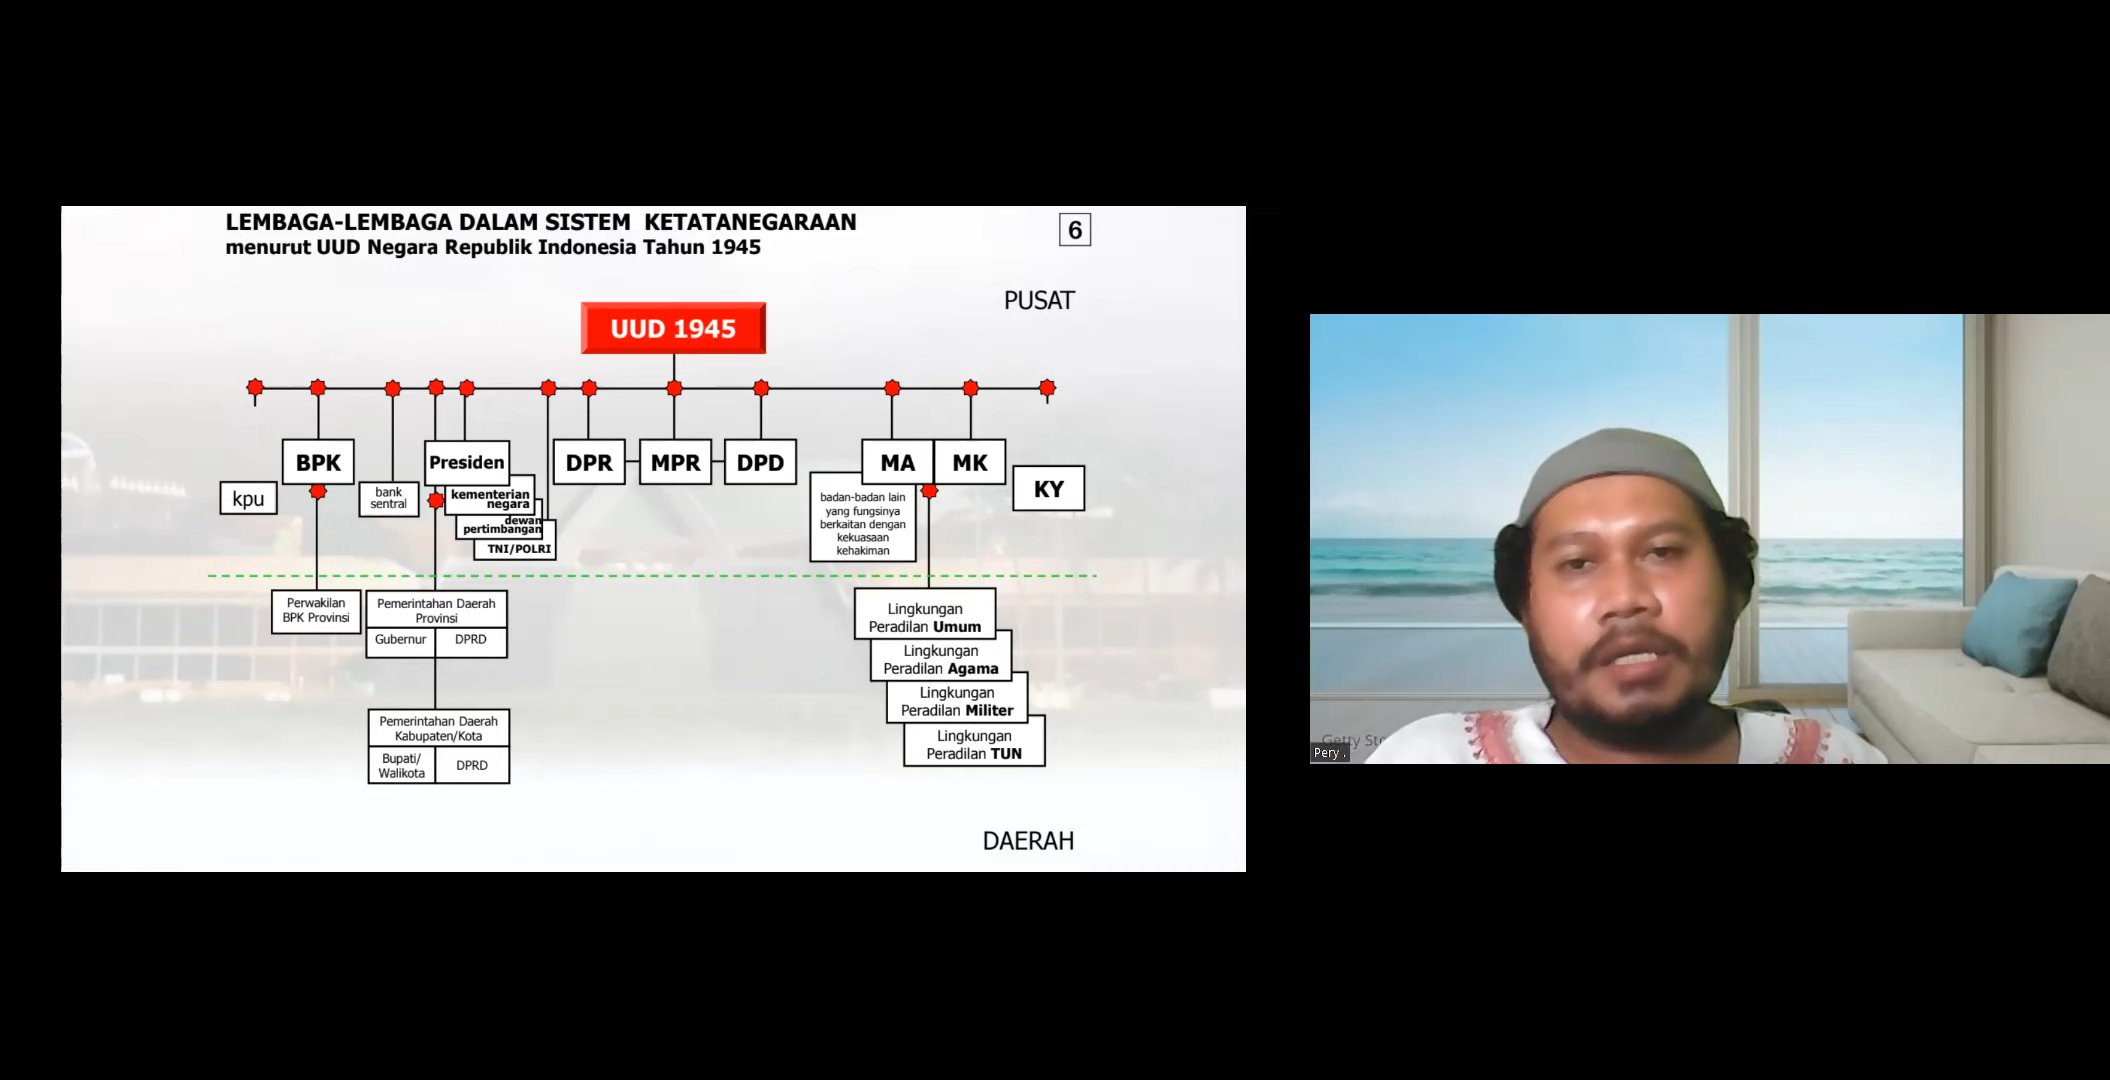 LEMBAGA-LEMBAGA DALAM SISTEM KETATANEGARAAN
menurut UUD Negara Republik Indonesia Tahun 1945
6
PUSAT
UUD 1945
BPK
Presiden
DPR
MPR
DPD
MA
MK
KY
kpu
bank
sentral
kementerian
negara
dewan
pertimbangan
TNI/POLRI
badan-badan lain
yang fungsinya
berkaitan dengan
kekuasaan
kehakiman
Perwakilan
BPK Provinsi
Pemerintahan Daerah
Provinsi
Gubernur
DPRD
Pemerintahan Daerah
Kabupaten/Kota
Bupati/
Walikota
DPRD
Lingkungan
Peradilan Umum
Lingkungan
Peradilan Agama
Lingkungan
Peradilan Militer
Lingkungan
Peradilan TUN
DAERAH
Getty
Pery .